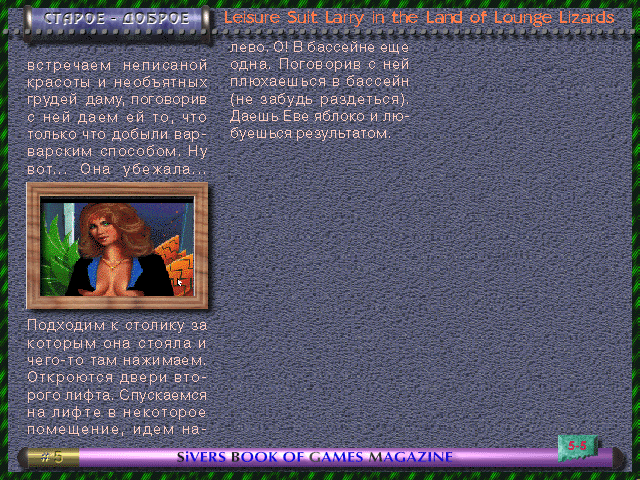 СТАРОЕ - ДОБРОЕ
Leisure Suit Larry in the Land of Lounge Lizards
встречаем неписаной
красоты и необъятных
грудей даму, поговорив
с ней даем ей то, что
только что добыли вар-
варским способом. Ну
вот... Она убежала...
Подходим к столику за
которым она стояла и
чего-то там нажимаем.
Откроются двери вто-
рого лифта. Спускаемся
на лифте в некоторое
помещение, идем на-
лево. О! В бассейне еще
одна. Поговорив с ней
плюхаешься в бассейн
(не забудь раздеться).
Даешь Еве яблоко и лю-
буешься результатом.
#5
SiVERS BOOK OF GAMES MAGAZINE
5-5